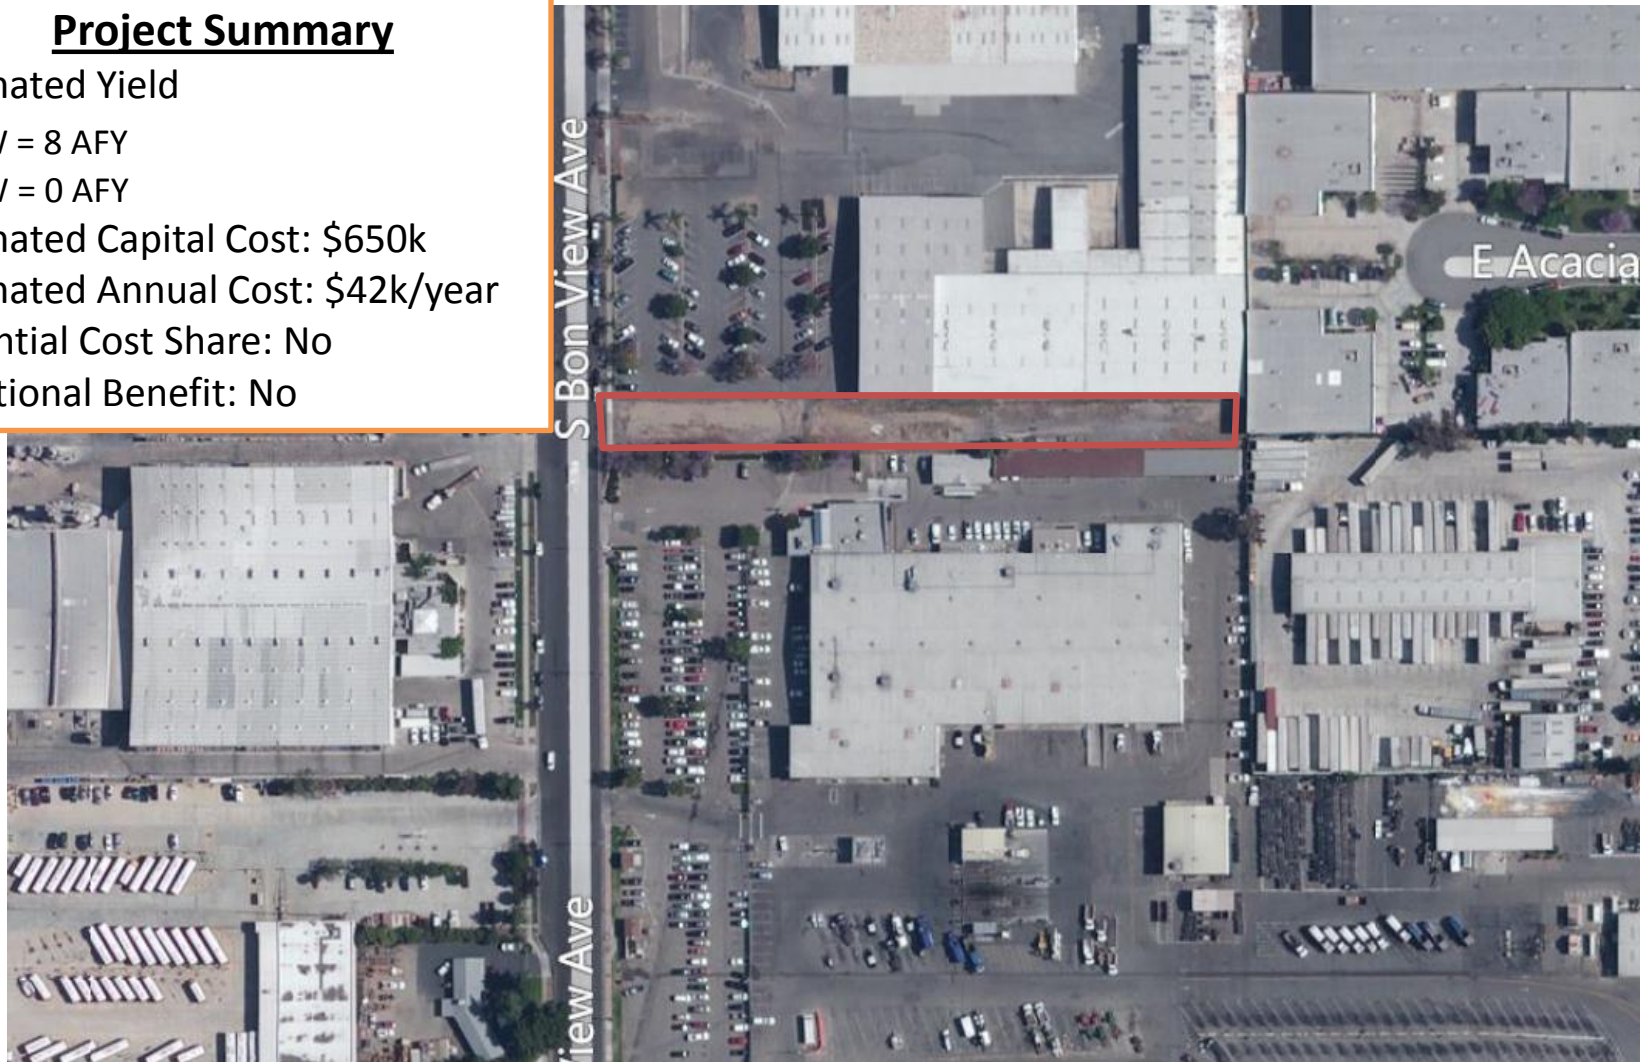 Project Summary
nated Yield
= 8 AFY
= 0 AFY
nated Capital Cost: $650k
nated Annual Cost: $42k/year
ntial Cost Share: No
tional Benefit: No
S Bon View Ave
E Acacia
View Ave